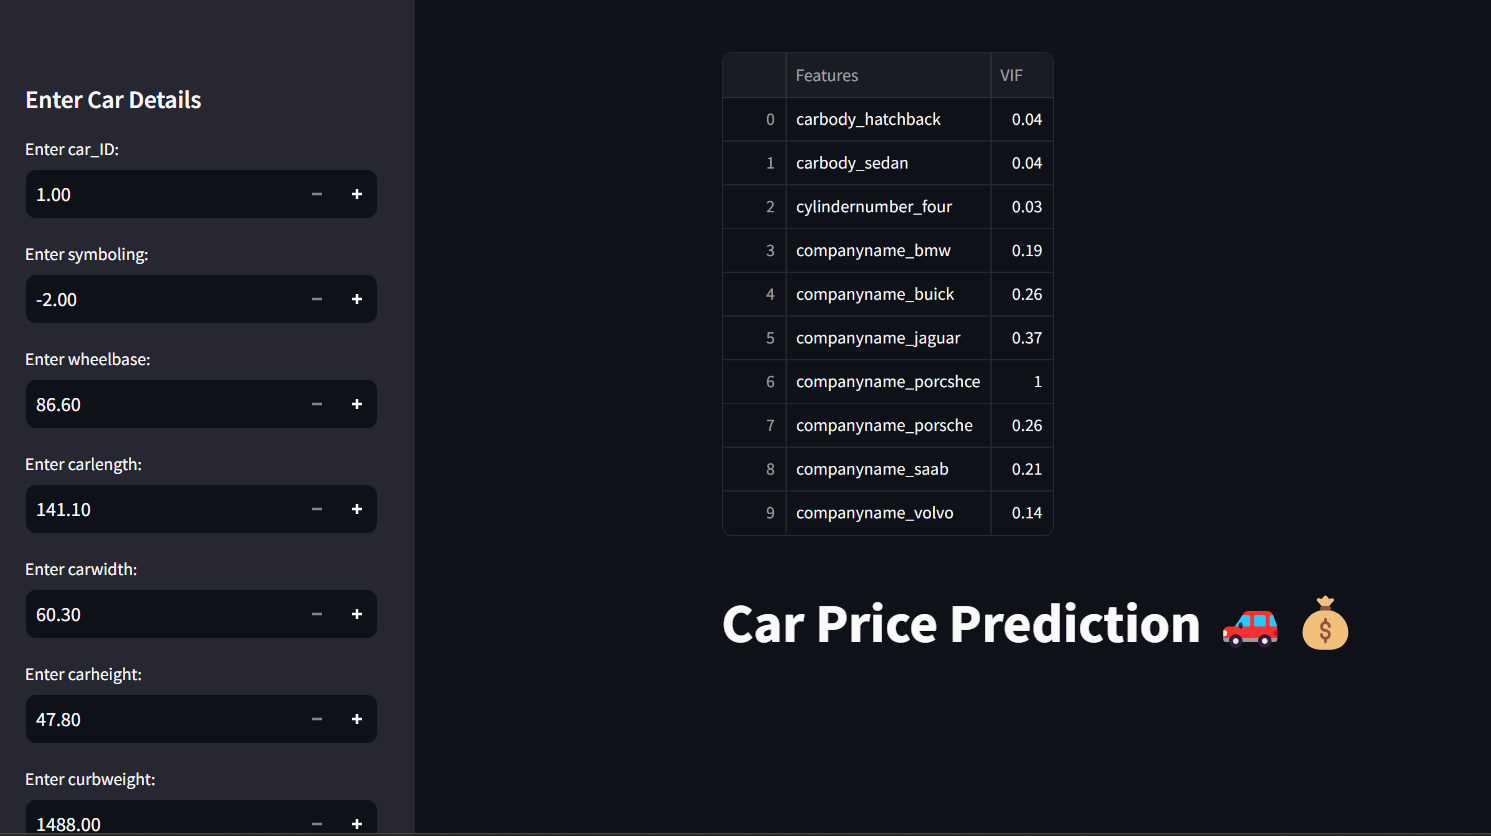 Enter Car Details
Enter car_ID:
1.00
Enter symboling:
-2.00
Enter wheelbase:
86.60
Enter carlength:
141.10
Enter carwidth:
60.30
Enter carheight:
47.80
Enter curbweight:
1488.00
Features VIF
0 carbody_hatchback 0.04
1 carbody_sedan 0.04
2 cylindernumber_four 0.03
3 companyname_bmw 0.19
4 companyname_buick 0.26
5 companyname_jaguar 0.37
6 companyname_porcshce 1
7 companyname_porsche 0.26
8 companyname_saab 0.21
9 companyname_volvo 0.14
Car Price Prediction 🚗 💰